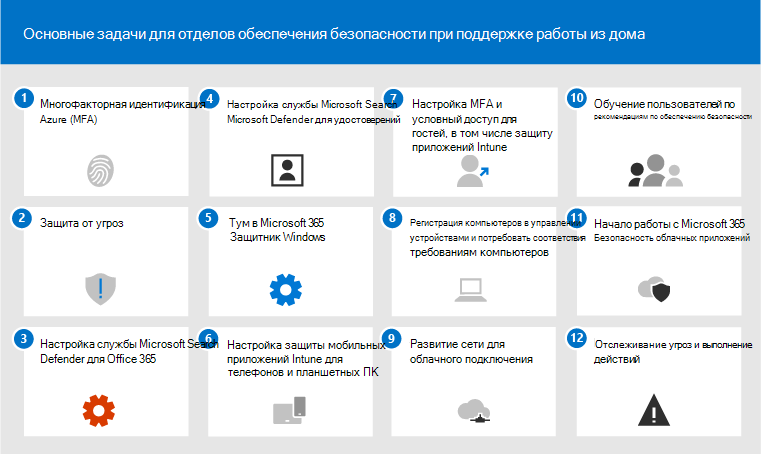 Основные задачи для отделов обеспечения безопасности при поддержке работы из дома
1
Многофакторная идентификация
Azure (MFA)
2
Защита от угроз
3
Настройка службы Microsoft Search
Defender для Office 365
4
Настройка службы Microsoft Search
Microsoft Defender для удостоверений
5
Тум в Microsoft 365
Защитник Windows
6
Настройка защиты мобильных
приложений Intune для
телефонов и планшетных ПК
7
Настройка MFA и
условный доступ для
гостей, в том числе защиту
приложений Intune
8
Регистрация компьютеров в управлении
устройствами и потребовать соответствия
требованиям компьютеров
9
Развитие сети для
облачного подключения
10
Обучение пользователей по
рекомендациям по обеспечению безопасности
11
Начало работы с Microsoft 365
Безопасность облачных приложений
12
Отслеживание угроз и выполнение
действий